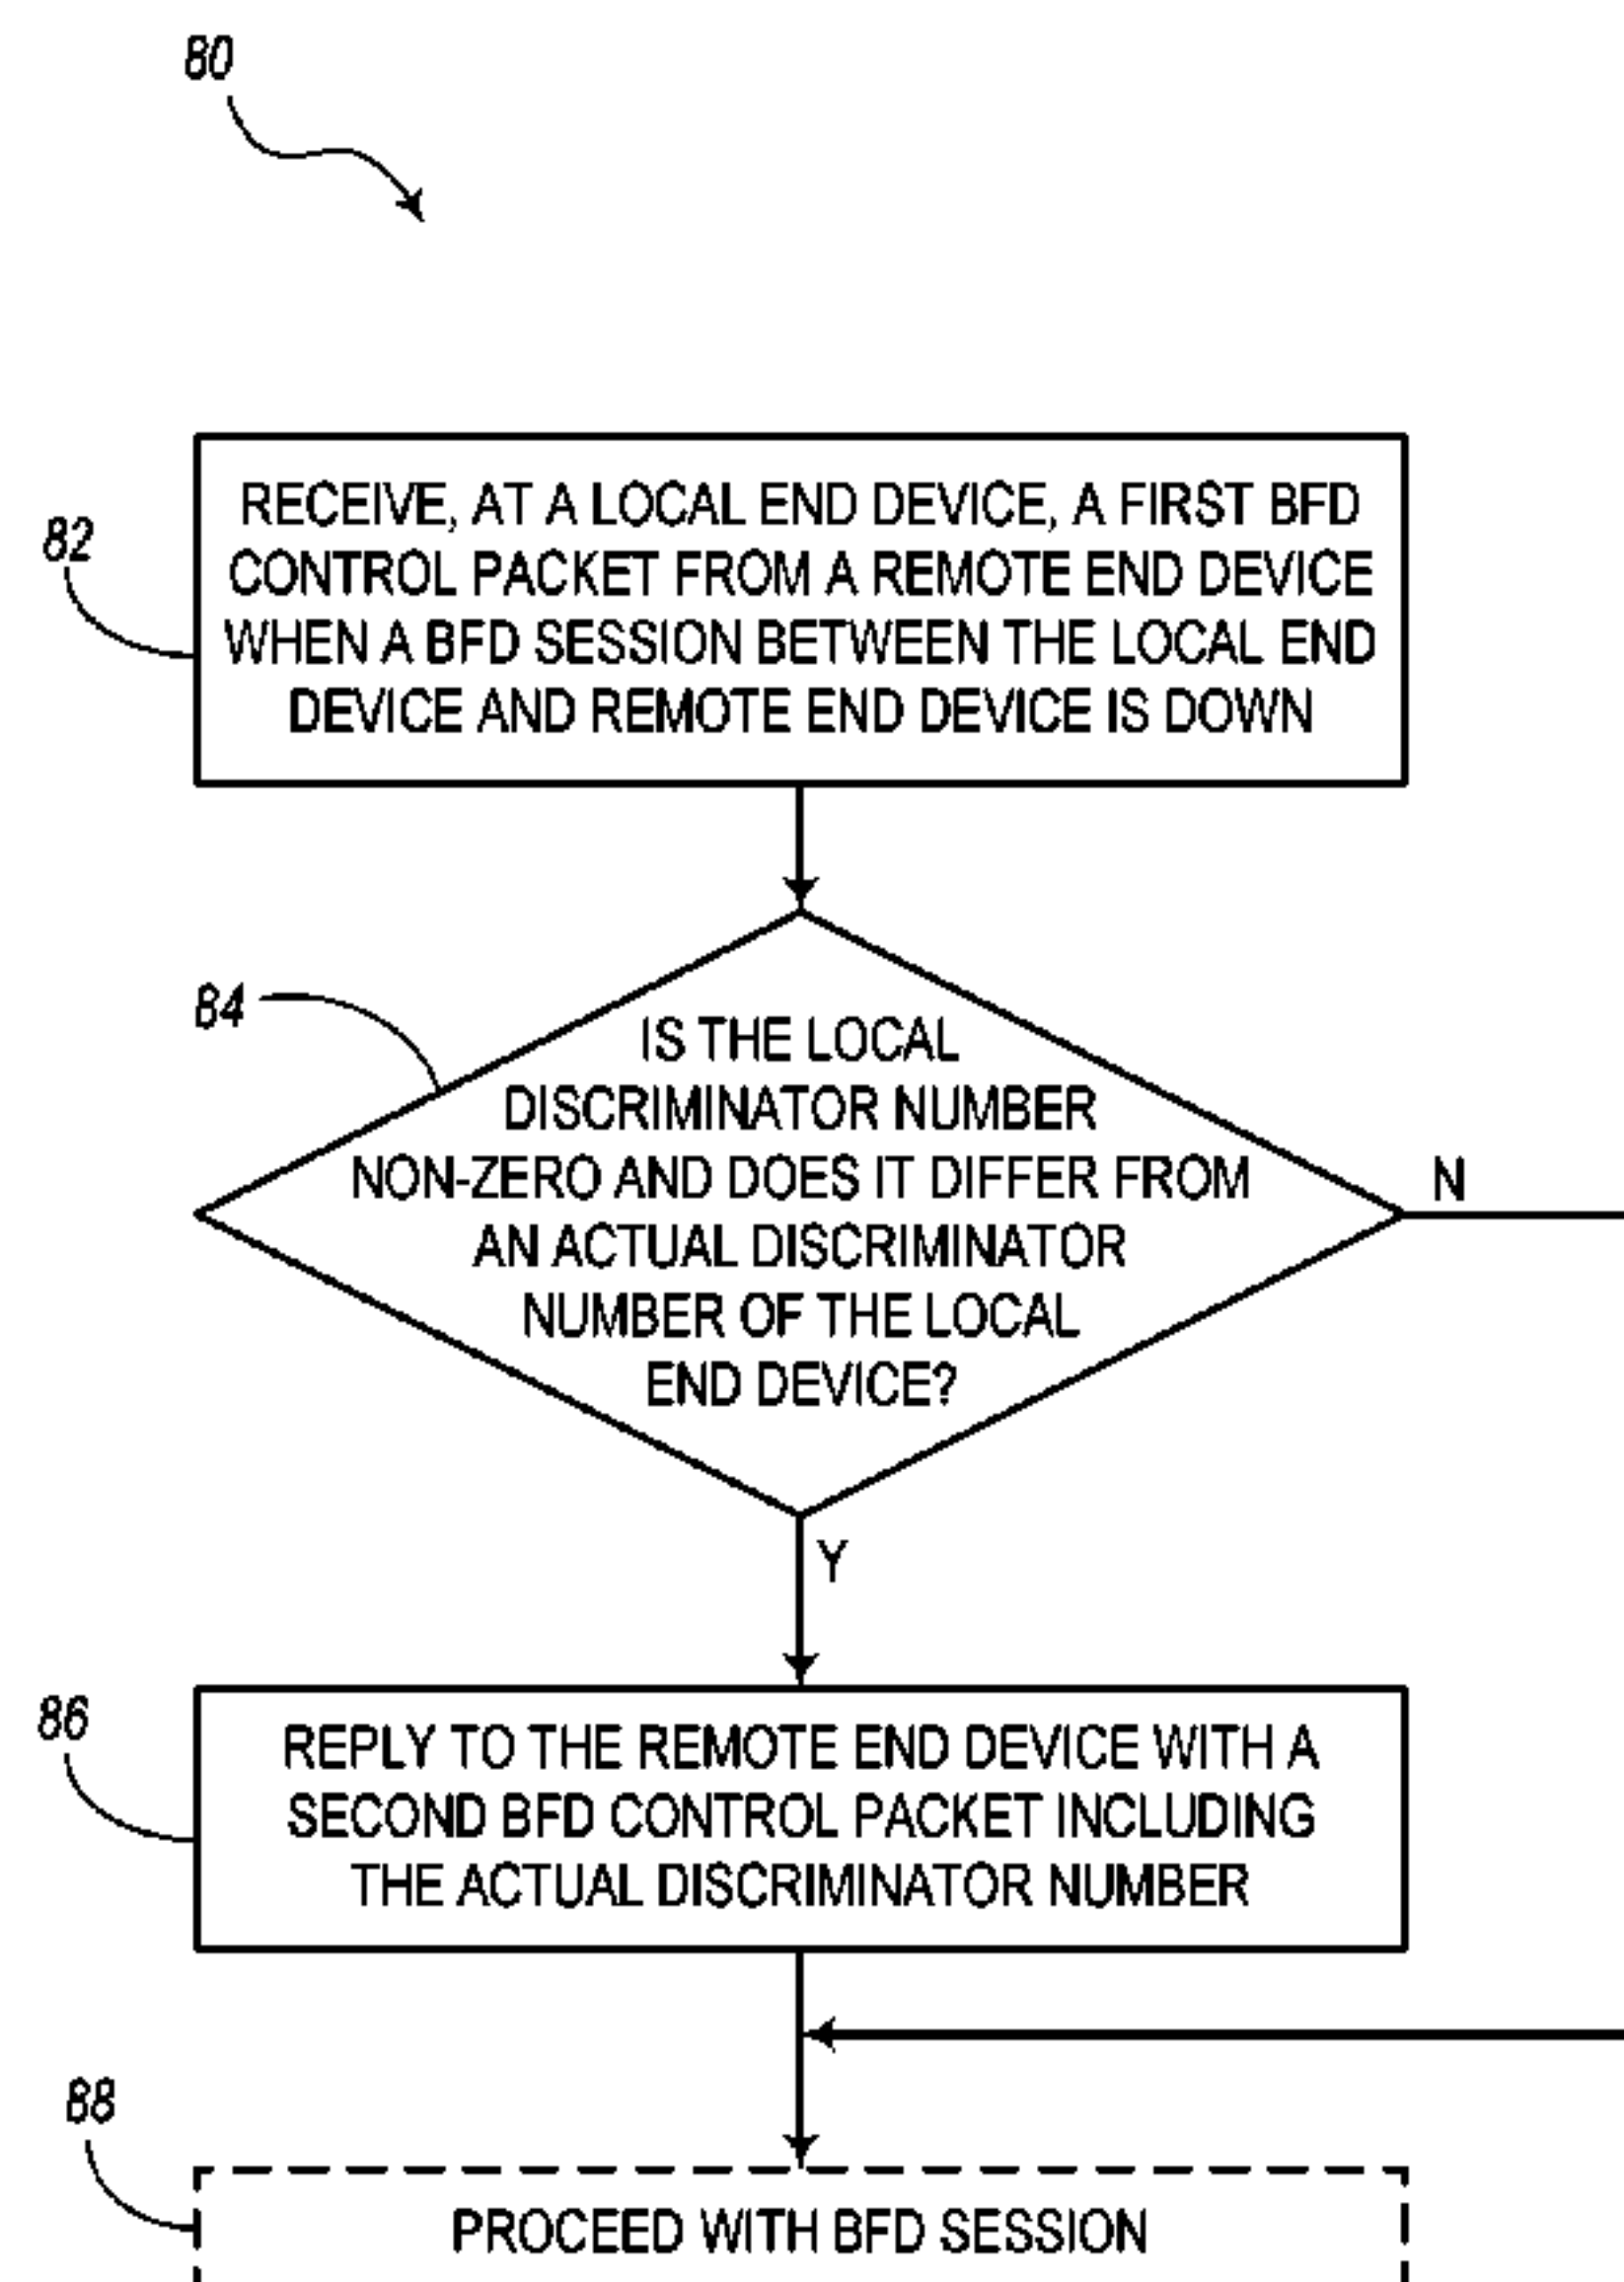 80
82
RECEIVE, AT A LOCAL END DEVICE, A FIRST BFD
CONTROL PACKET FROM A REMOTE END DEVICE
WHEN A BFD SESSION BETWEEN THE LOCAL END
DEVICE AND REMOTE END DEVICE IS DOWN
84
IS THE LOCAL
DISCRIMINATOR NUMBER
NON-ZERO AND DOES IT DIFFER FROM
AN ACTUAL DISCRIMINATOR
NUMBER OF THE LOCAL
END DEVICE?
N
Y
86
REPLY TO THE REMOTE END DEVICE WITH A
SECOND BFD CONTROL PACKET INCLUDING
THE ACTUAL DISCRIMINATOR NUMBER
88
PROCEED WITH BFD SESSION